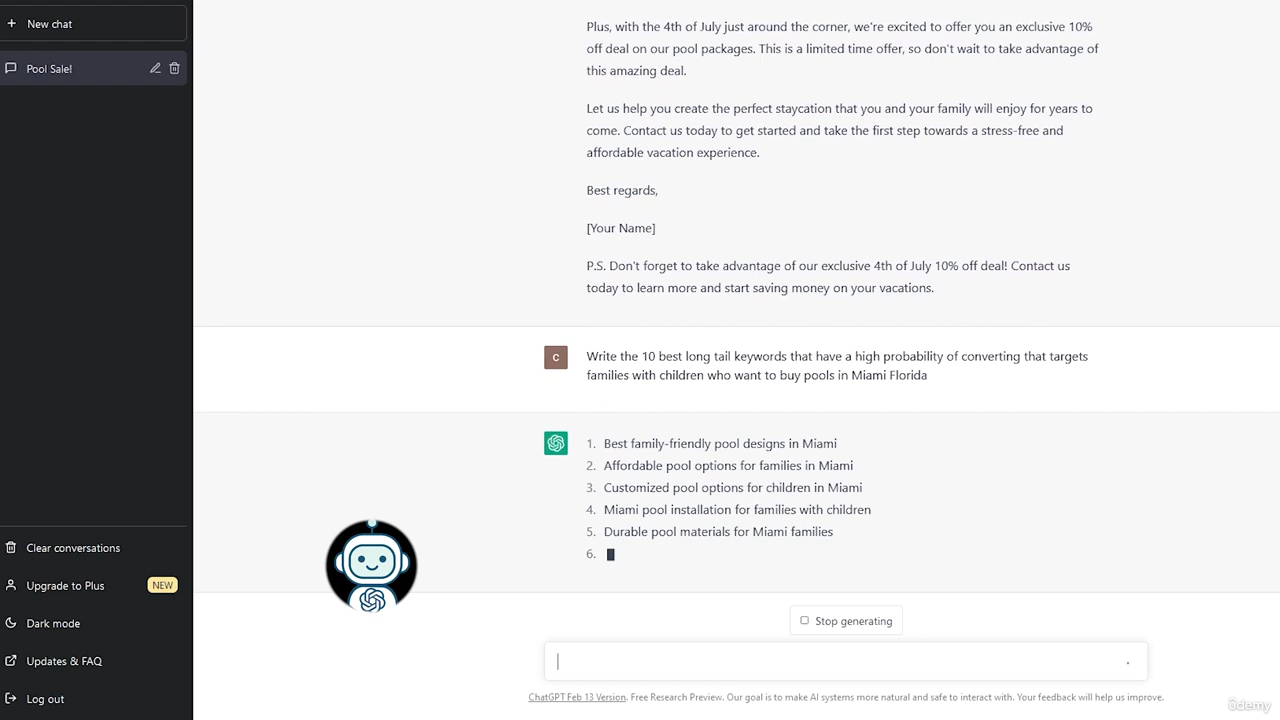 New chat
Pool Sale!
Plus, with the 4th of July just around the corner, we're excited to offer you an exclusive 10%
off deal on our pool packages. This is a limited time offer, so don't wait to take advantage of
this amazing deal.
Let us help you create the perfect staycation that you and your family will enjoy for years to
come. Contact us today to get started and take the first step towards a stress-free and
affordable vacation experience.
Best regards,
[Your Name]
P.S. Don't forget to take advantage of our exclusive 4th of July 10% off deal! Contact us
today to learn more and start saving money on your vacations.
C
Write the 10 best long tail keywords that have a high probability of converting that targets
families with children who want to buy pools in Miami Florida
1. Best family-friendly pool designs in Miami
2. Affordable pool options for families in Miami
3. Customized pool options for children in Miami
4. Miami pool installation for families with children
5. Durable pool materials for Miami families
6.
Clear conversations
Upgrade to Plus NEW
Dark mode
Updates & FAQ
Log out
Stop generating
ChatGPT Feb 13 Version. Free Research Preview. Our goal is to make AI systems more natural and safe to interact with. Your feedback will help us improve.
ûdemy